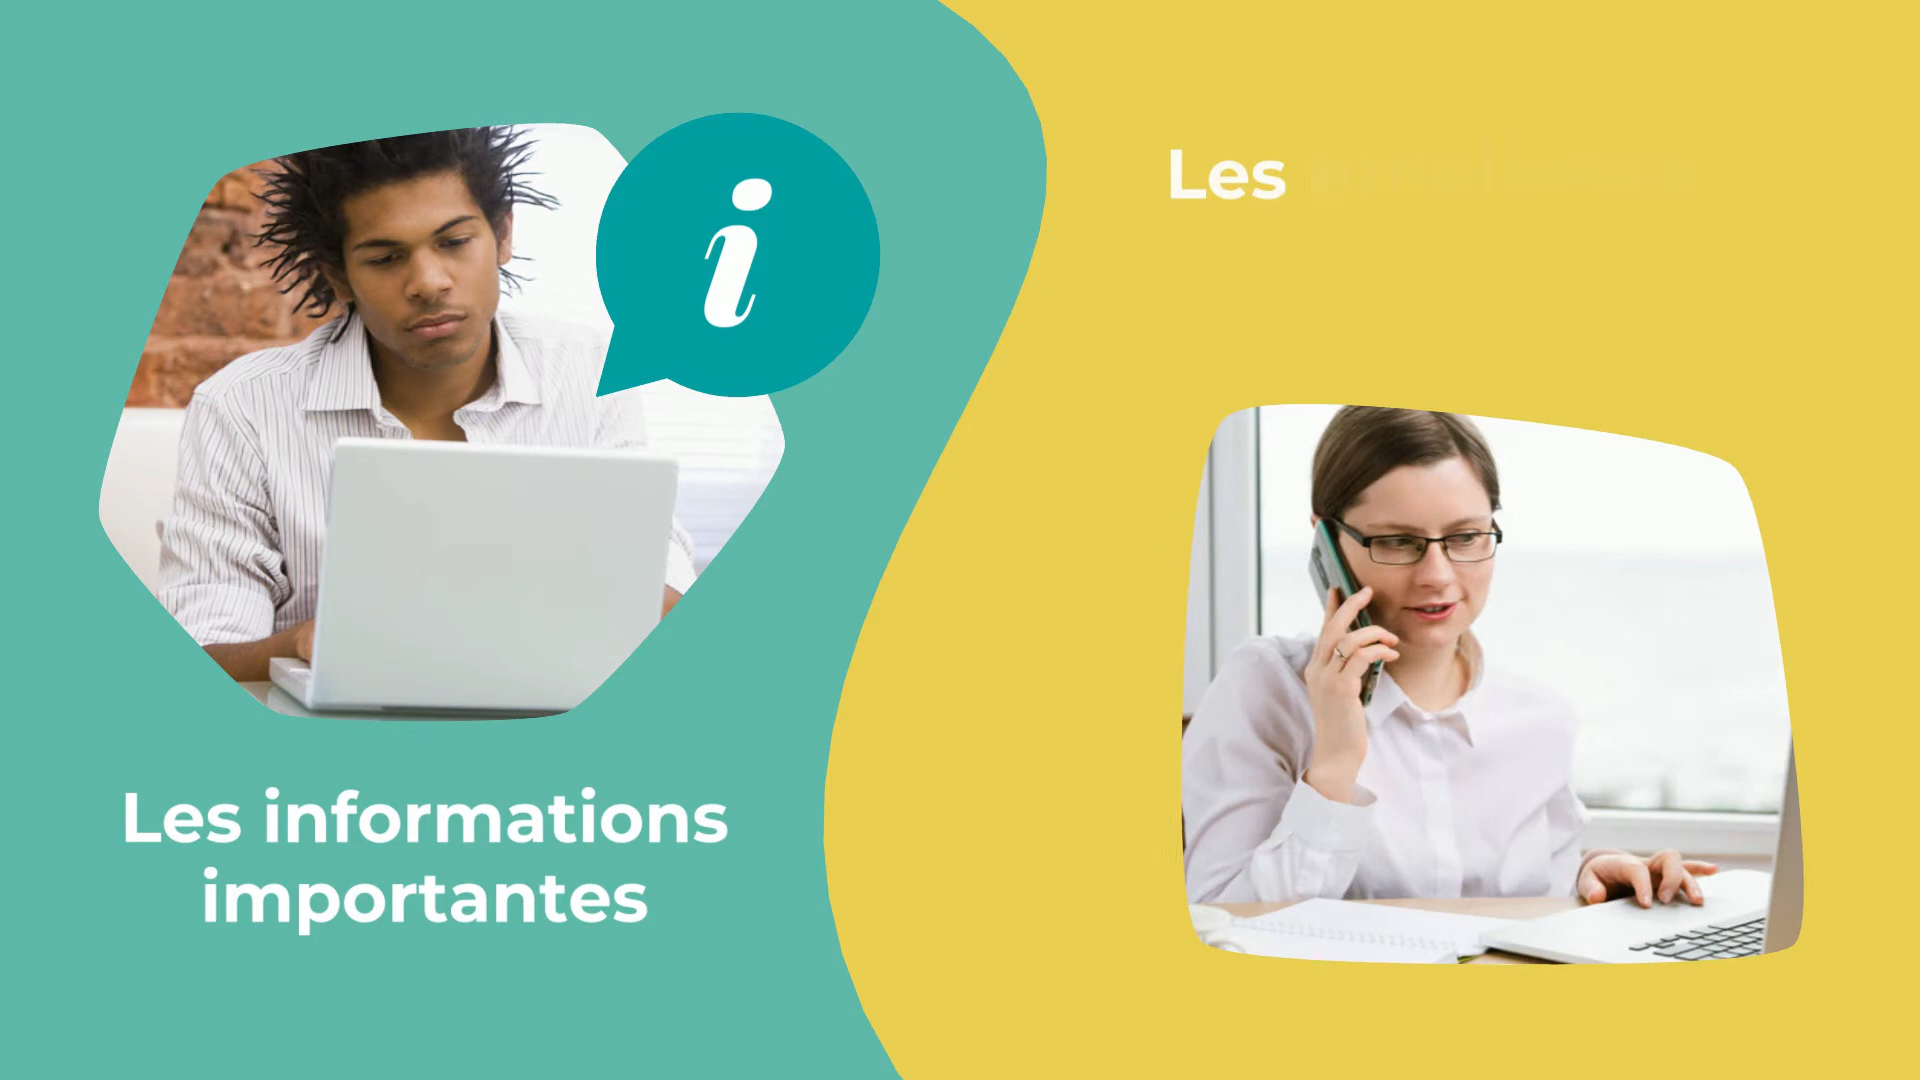 i
Les informations
importantes
Les